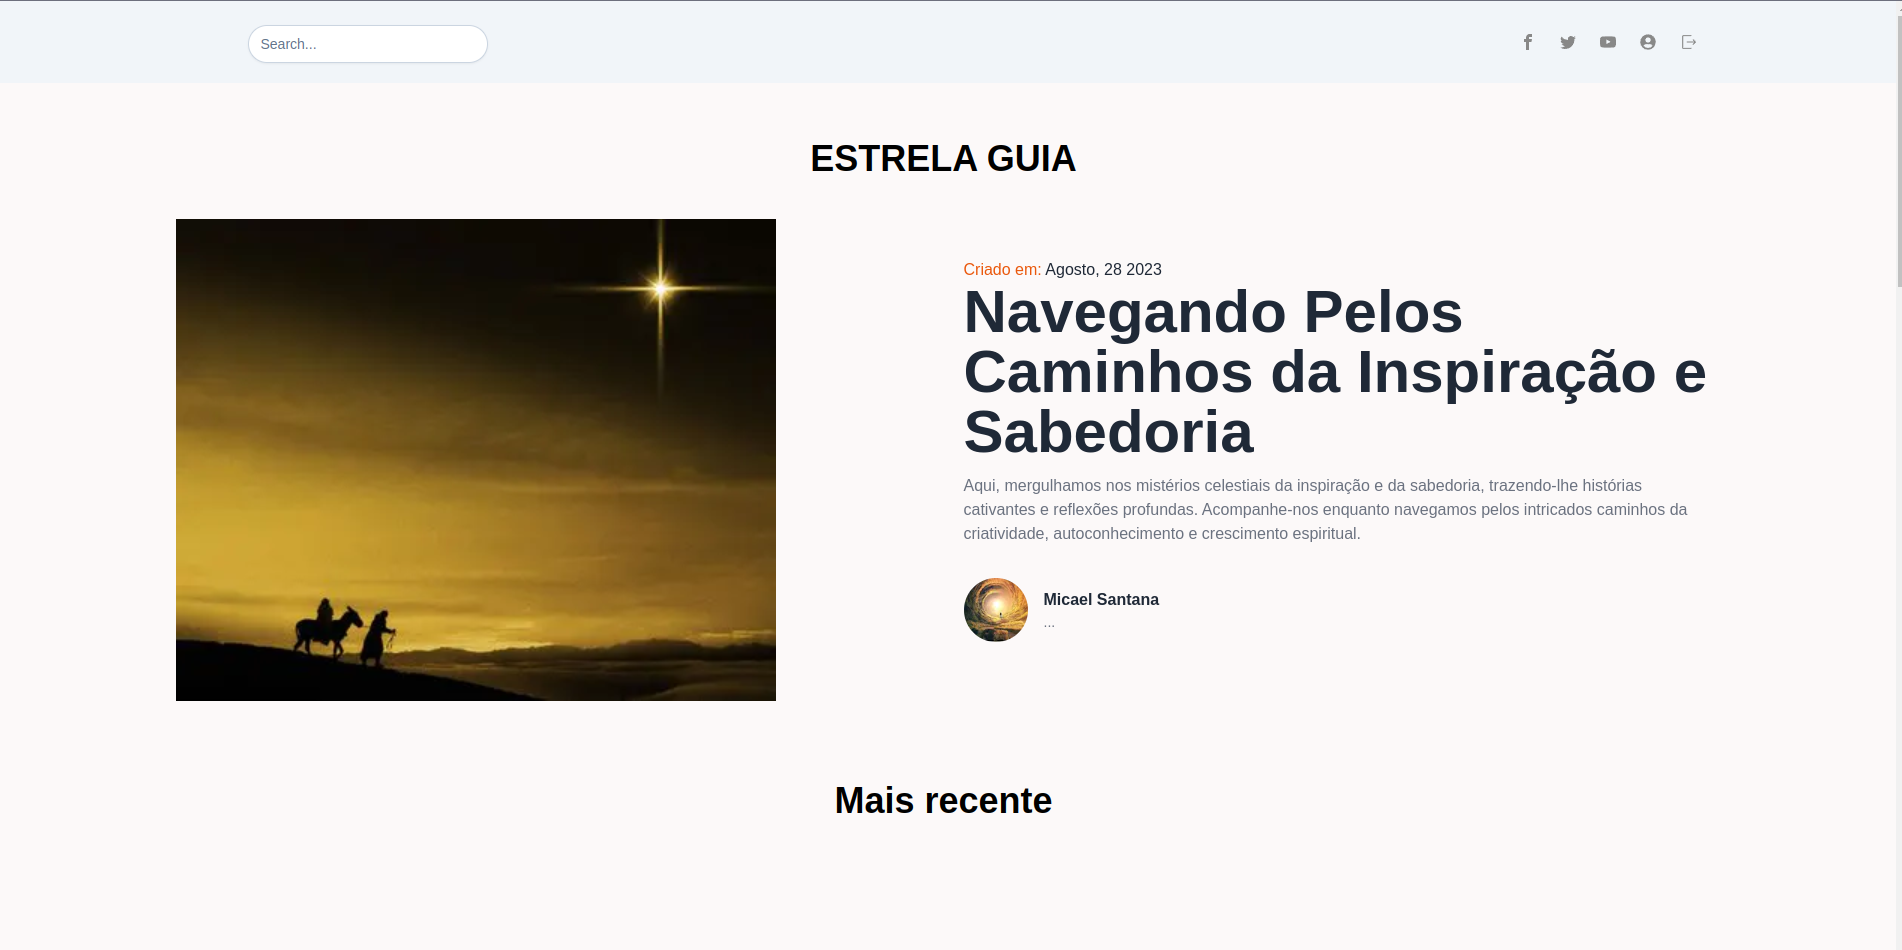 Search...
ESTRELA GUIA
Criado em: Agosto, 28 2023
Navegando Pelos
Caminhos da Inspiração e
Sabedoria
Aqui, mergulhamos nos mistérios celestiais da inspiração e da sabedoria, trazendo-lhe histórias
cativantes e reflexões profundas. Acompanhe-nos enquanto navegamos pelos intricados caminhos da
criatividade, autoconhecimento e crescimento espiritual.
Micael Santana
...
Mais recente